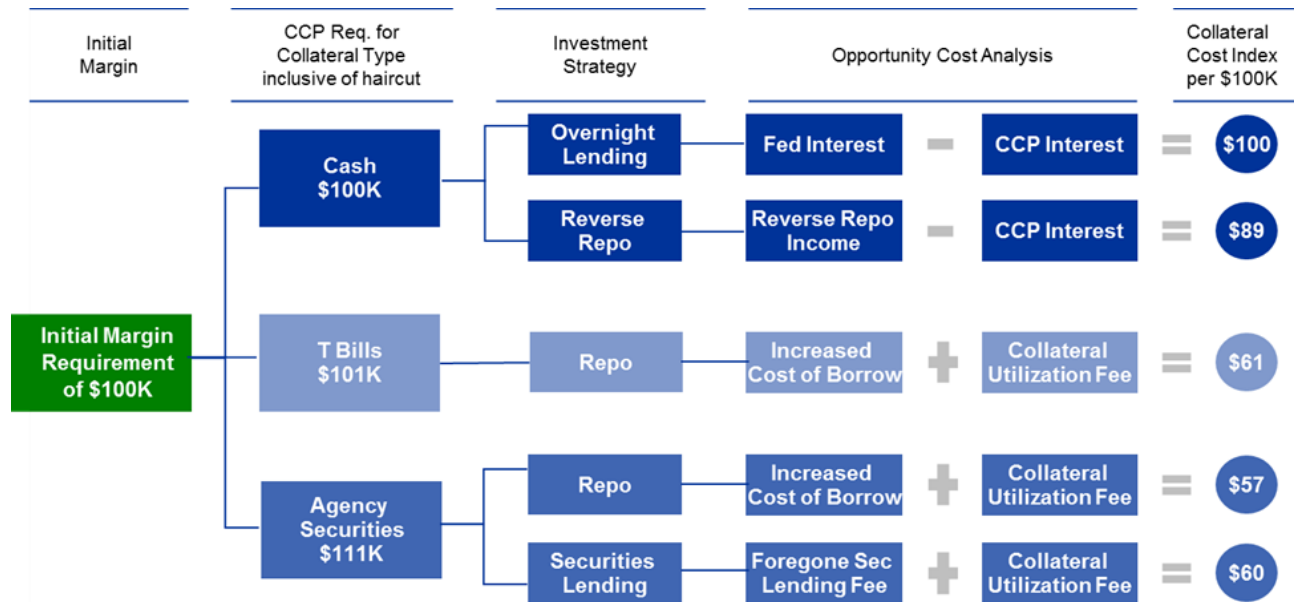 Initial
Margin
CCP Req. for
Collateral Type
inclusive of haircut
Investment
Strategy
Opportunity Cost Analysis
Collateral
Cost Index
per $100K
Initial Margin
Requirement
of $100K
Cash
$100K
Overnight
Lending
Fed Interest
-
CCP Interest
=
$100
Reverse
Repo
Reverse Repo
Income
-
CCP Interest
=
$89
T Bills
$101K
Repo
Increased
Cost of Borrow
+
Collateral
Utilization Fee
=
$61
Agency
Securities
$111K
Repo
Increased
Cost of Borrow
+
Collateral
Utilization Fee
=
$57
Securities
Lending
Foregone Sec
Lending Fee
+
Collateral
Utilization Fee
=
$60